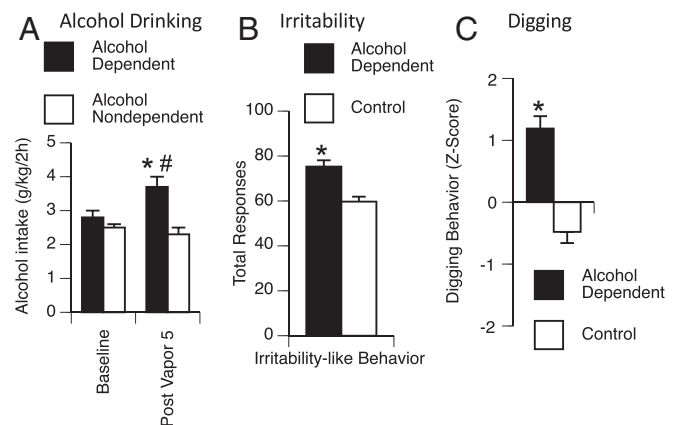 A Alcohol Drinking
Alcohol
Dependent
Alcohol
Nondependent
Alcohol intake (g/kg/2h)
5
4
3
2
1
0
* #
Baseline
Post Vapor 5
B Irritability
Alcohol
Dependent
Control
Total Responses
100
80
60
40
20
0
*
Irritability-like Behavior
C Digging
Digging Behavior (Z-Score)
2
1
0
-1
-2
*
Alcohol
Dependent
Control